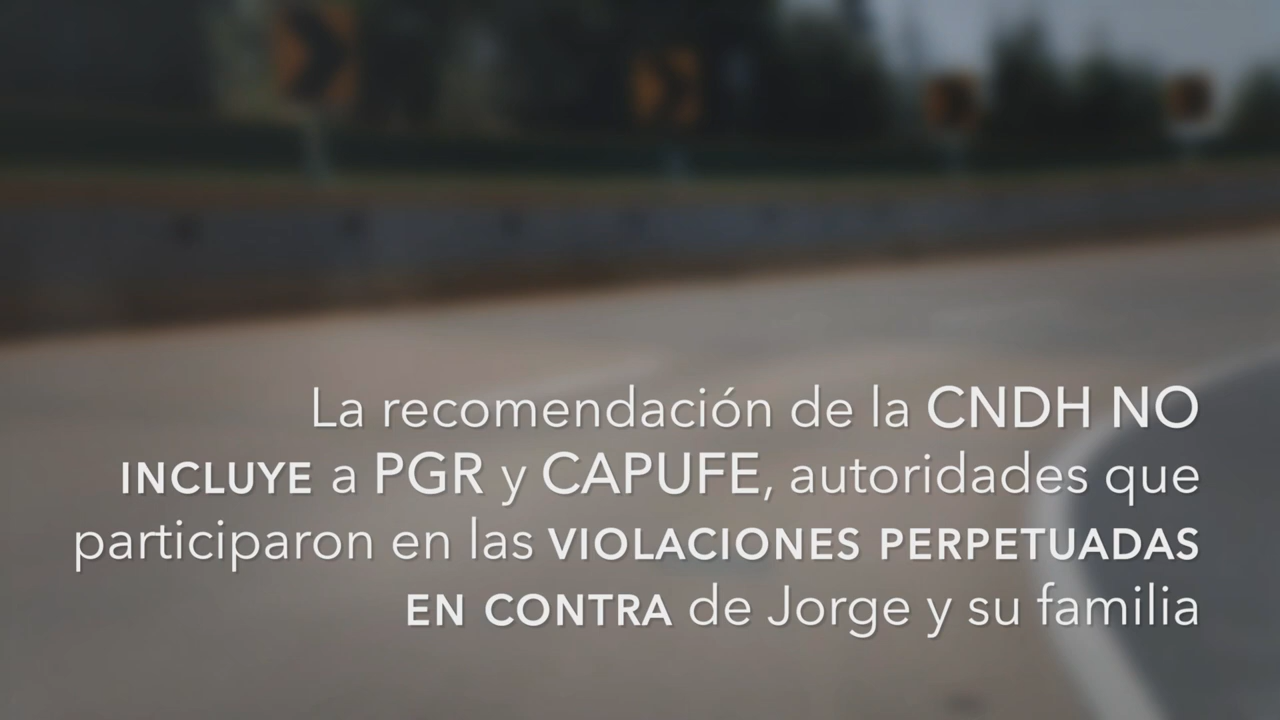 La recomendación de la CNDH NO
INCLUYE a PGR y CAPUFE, autoridades que
participaron en las VIOLACIONES PERPETUADAS
EN CONTRA de Jorge y su familia